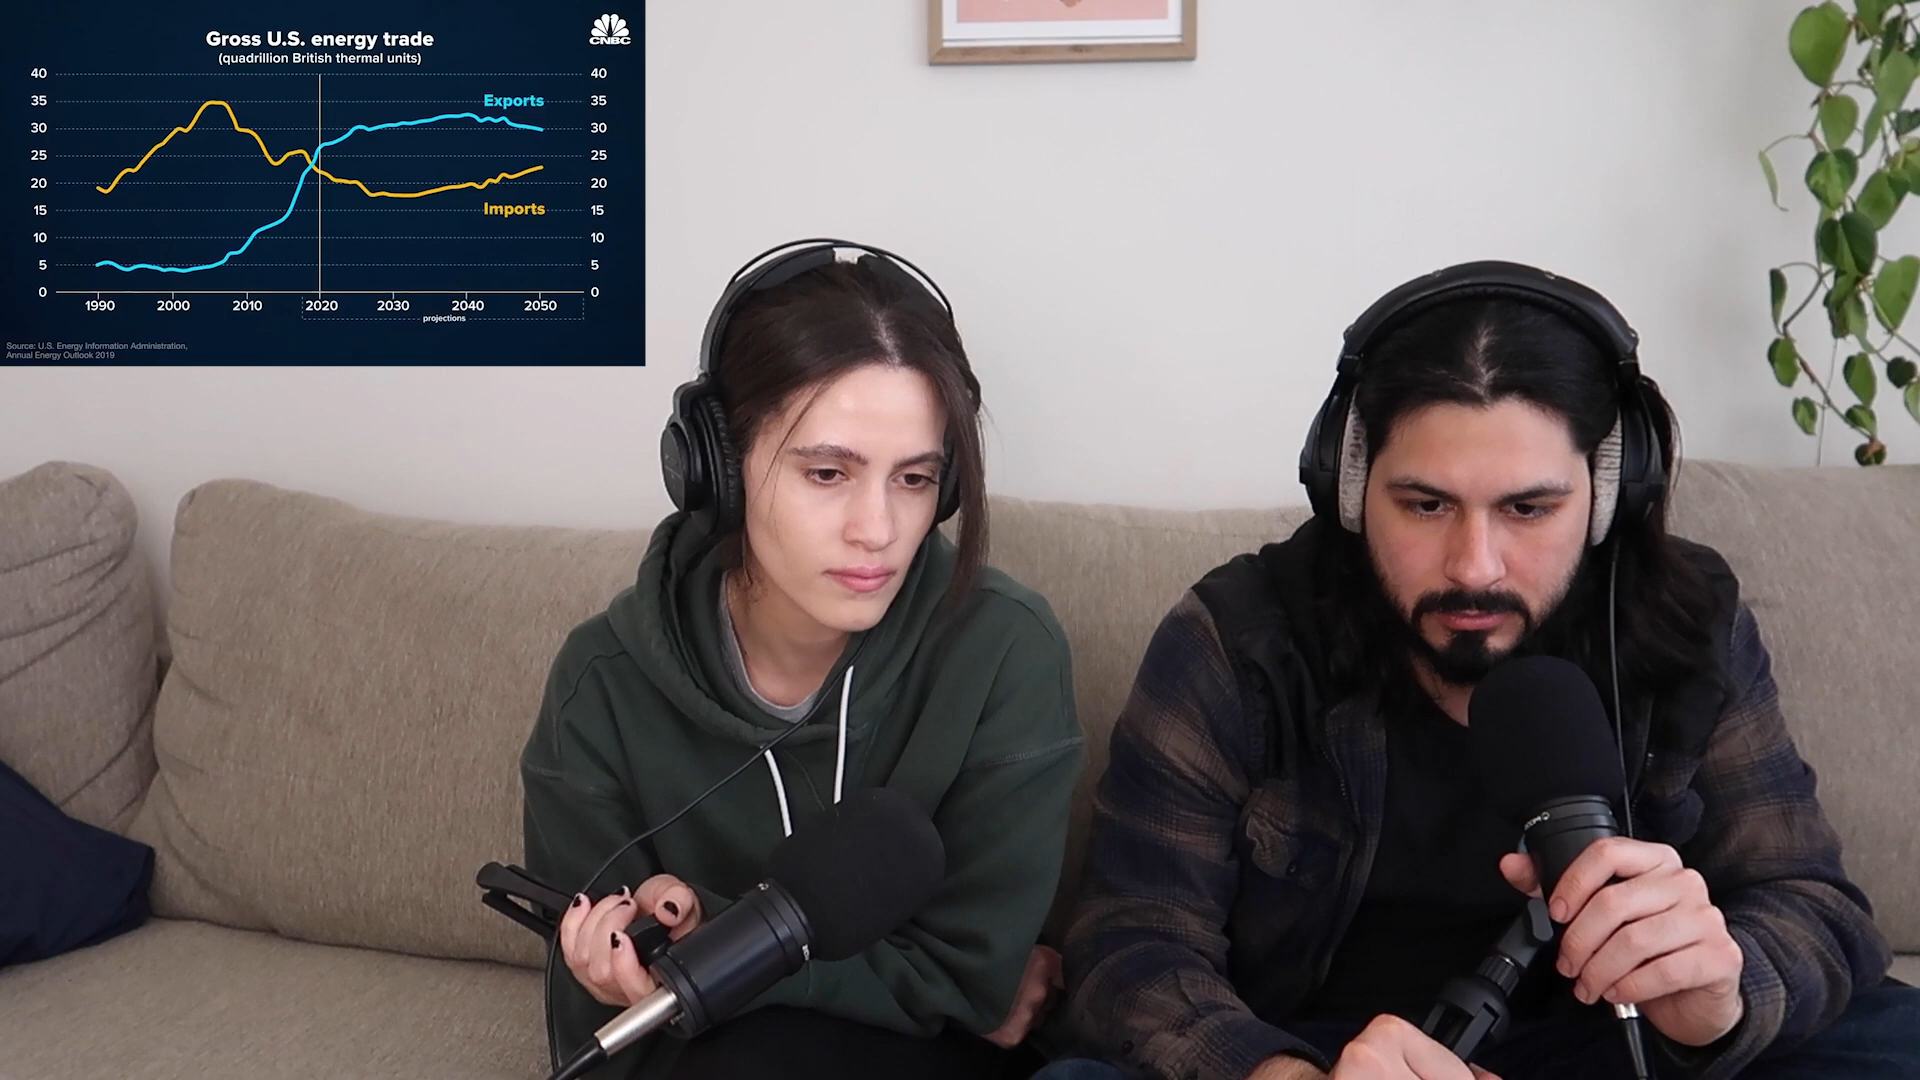 Gross U.S. energy trade
(quadrillion British thermal units)
CNBC
40 40
35 Exports 35
30 30
25 25
20 20
15 Imports 15
10 10
5 5
0 0
1990 2000 2010 2020 2030 2040 2050
projections
Source: U.S. Energy Information Administration,
Annual Energy Outlook 2019